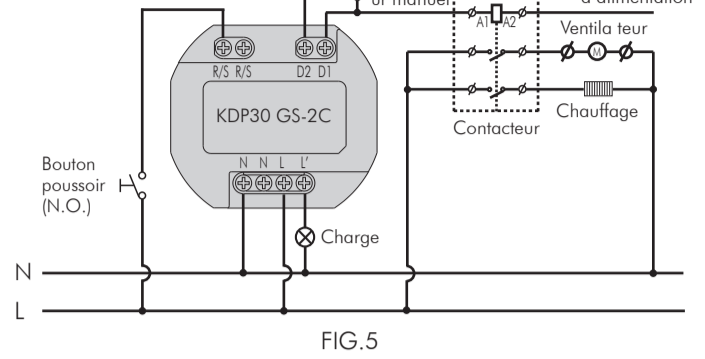 ur manuel
d'alimentation
A1 A2
Ventila teur
M
R/S R/S D2 D1
KDP30 GS-2C
Chauffage
Contacteur
N N L L'
Bouton
poussoir
(N.O.)
Charge
N
L
FIG.5